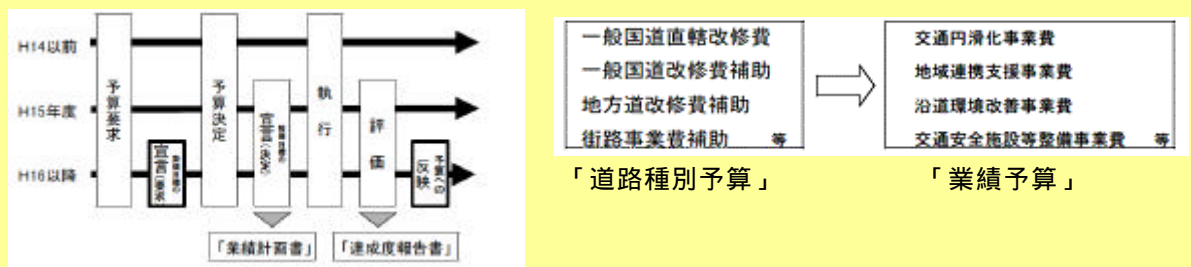 H14以前
H15年度
H16以降
予算要求
宣言(要求)
予算決定
宣言(決定)
執行
評価
予算への
反映
「業績計画書」
「達成度報告書」
一般国道直轄改修費
一般国道改修費補助
地方道改修費補助
街路事業費補助 等
「道路種別予算」
交通円滑化事業費
地域連携支援事業費
沿道環境改善事業費
交通安全施設等整備事業費 等
「業績予算」